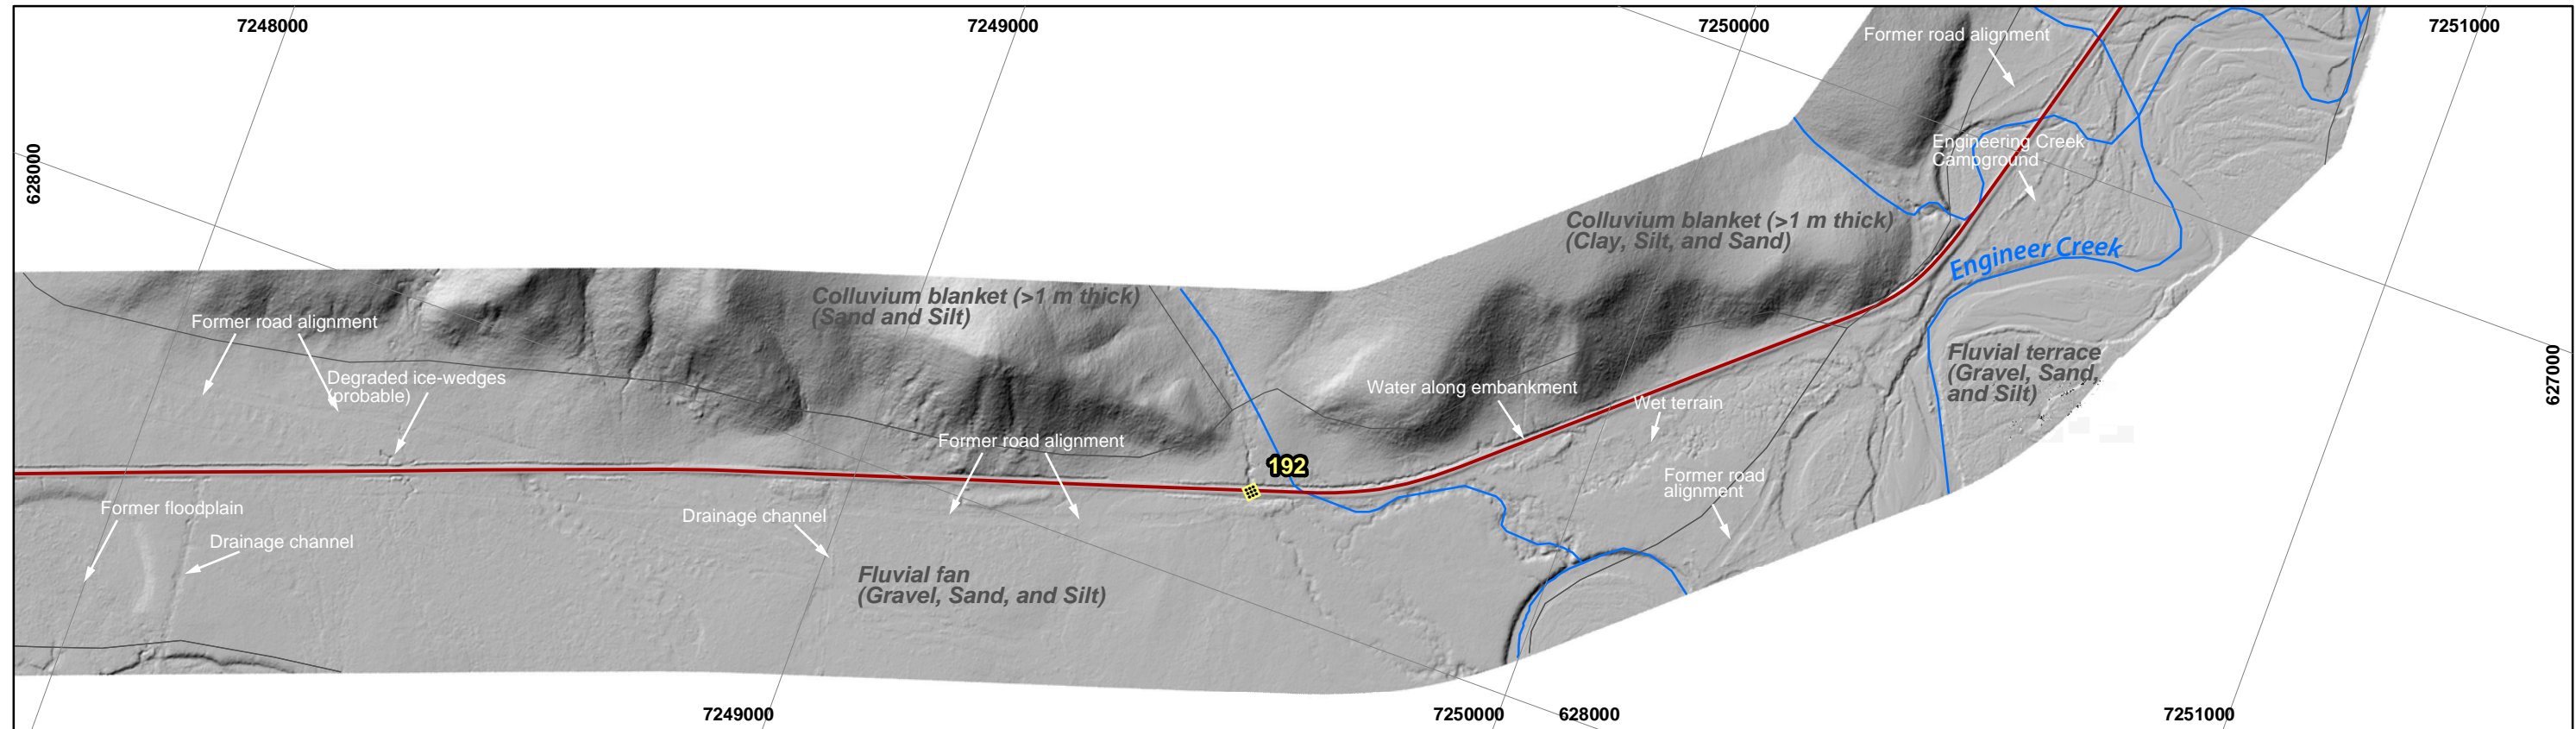 7248000
7249000
7250000
7251000
Former road alignment
628000
Engineering Creek
Campground
Colluvium blanket (>1 m thick)
(Clay, Silt, and Sand)
Engineer Creek
Colluvium blanket (>1 m thick)
(Sand and Silt)
Former road alignment
Degraded ice-wedges
(probable)
Water along embankment
Wet terrain
Fluvial terrace
(Gravel, Sand,
and Silt)
627000
Former road alignment
192
Former road
alignment
Former floodplain
Drainage channel
Drainage channel
Fluvial fan
(Gravel, Sand, and Silt)
7249000
7250000
628000
7251000